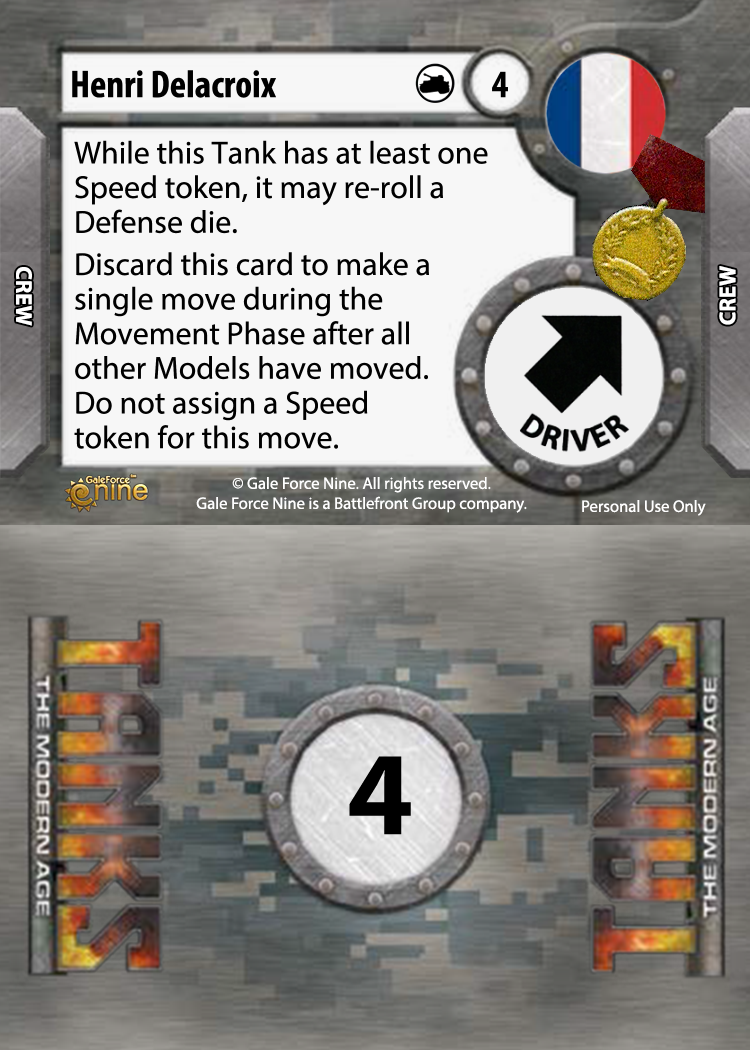 Henri Delacroix
4
While this Tank has at least one
Speed token, it may re-roll a
Defense die.
Discard this card to make a
single move during the
Movement Phase after all
other Models have moved.
Do not assign a Speed
token for this move.
CREW
CREW
DRIVER
GaleForce™
nine
© Gale Force Nine. All rights reserved.
Gale Force Nine is a Battlefront Group company.
Personal Use Only
TANKS
THE MODERN AGE
4
TANKS
THE MODERN AGE